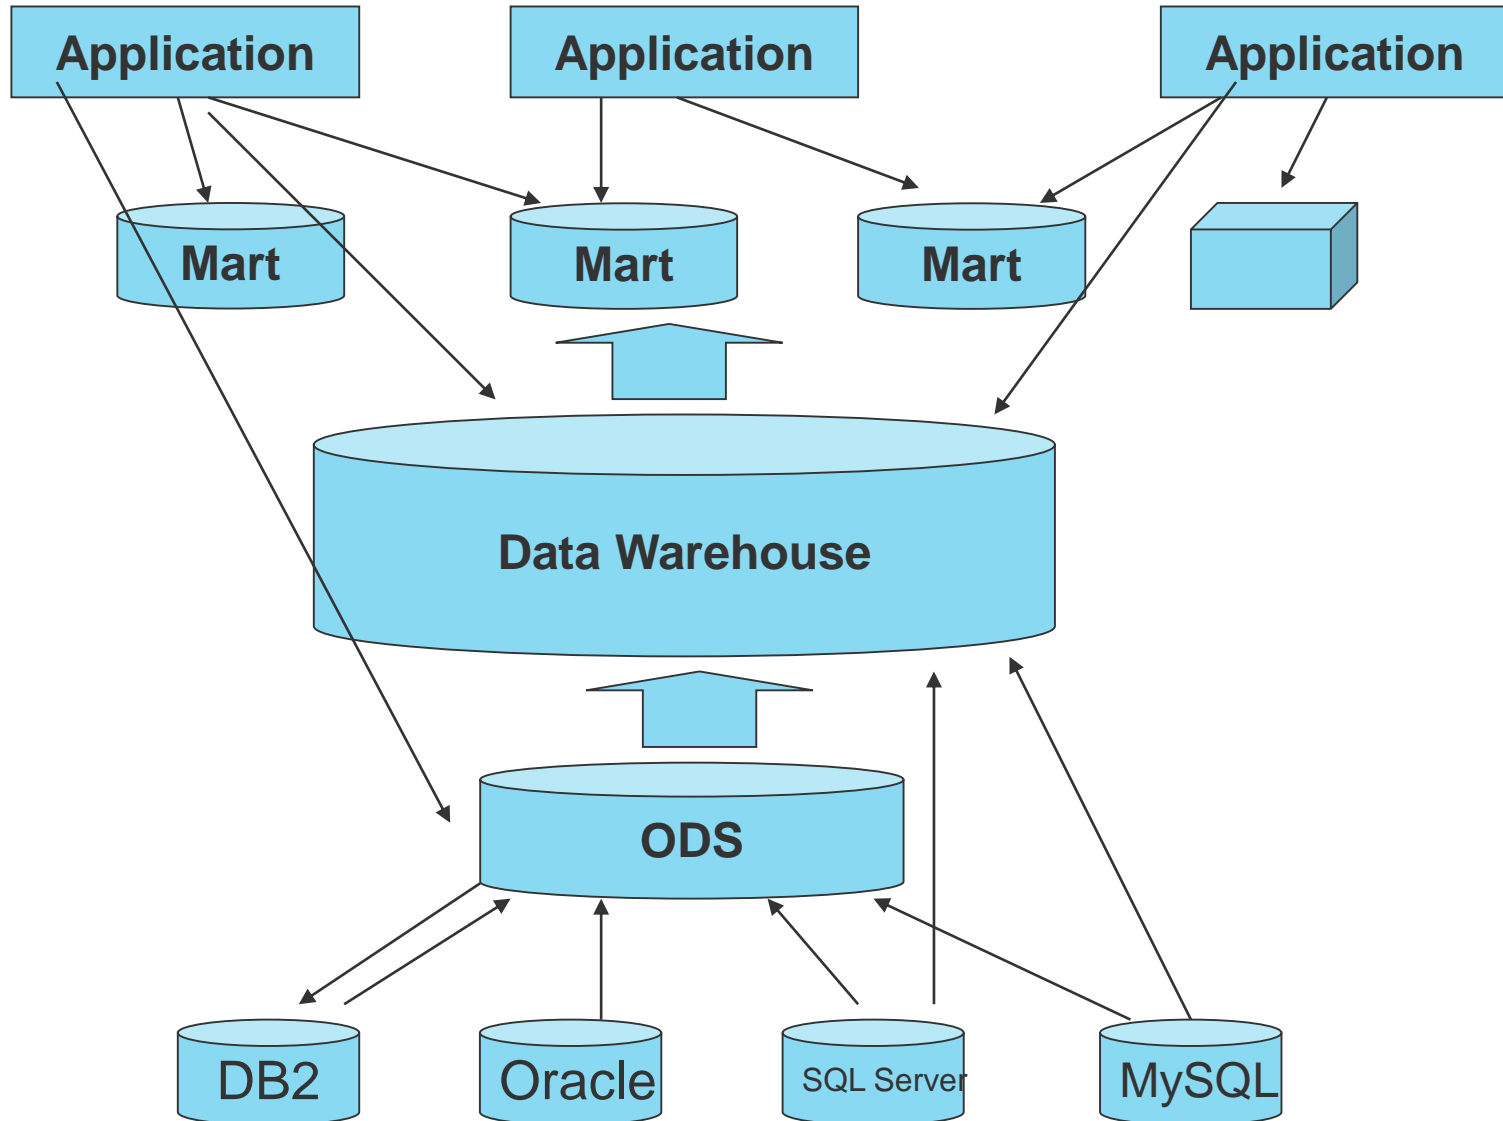 Application
Application
Application
Mart
Mart
Mart
Data Warehouse
ODS
DB2
Oracle
SQL Server
MySQL